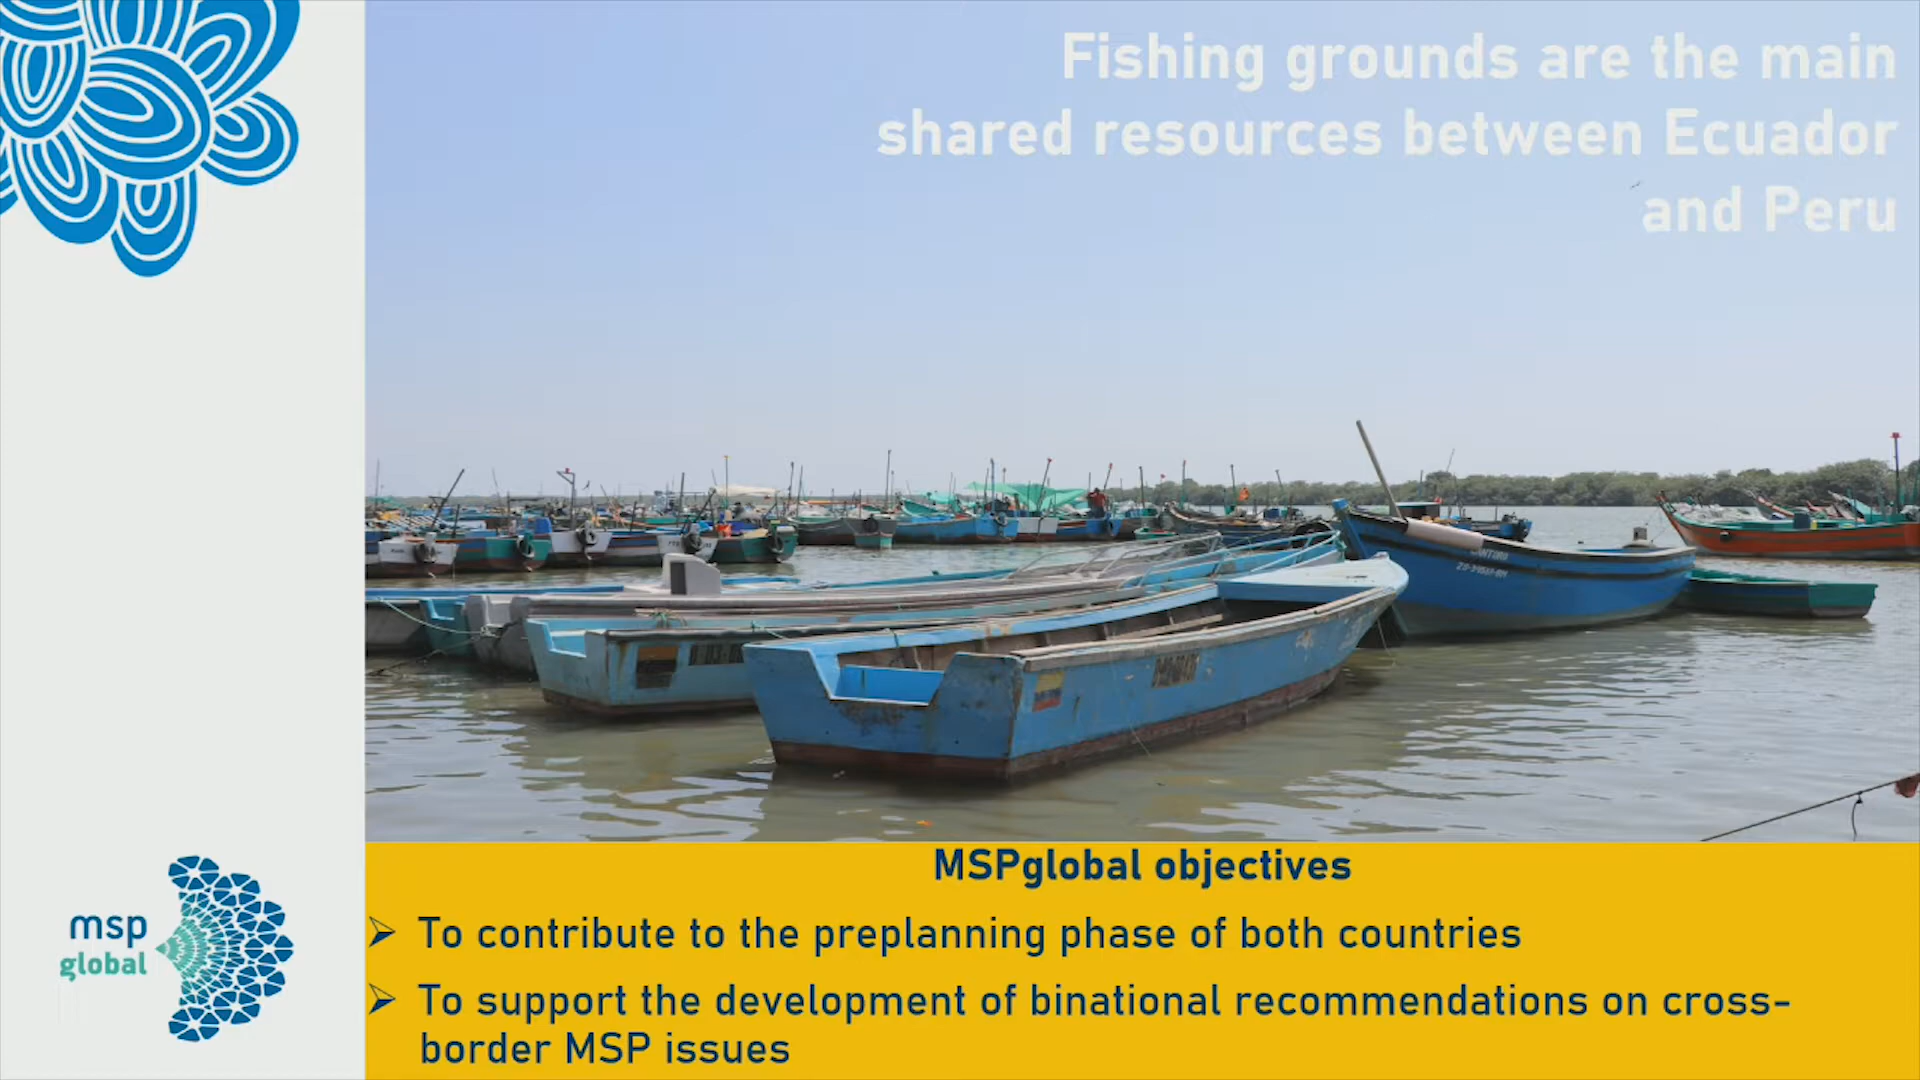 Fishing grounds are the main
shared resources between Ecuador
and Peru
msp
global
MSPglobal objectives
To contribute to the preplanning phase of both countries
To support the development of binational recommendations on cross-
border MSP issues